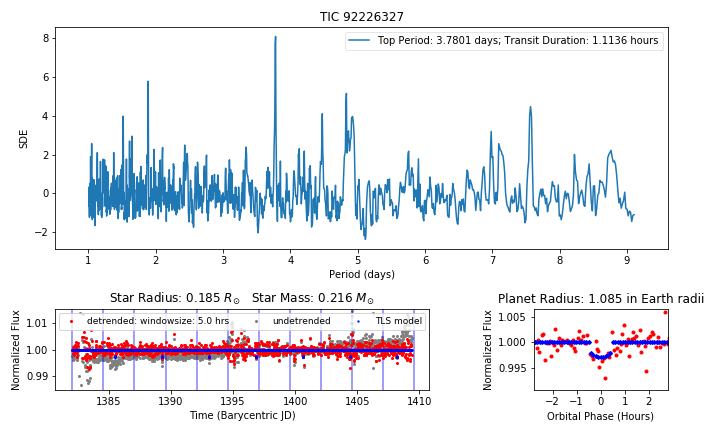 TIC 92226327
Top Period: 3.7801 days; Transit Duration: 1.1136 hours
SDE
8
6
4
2
0
−2
1 2 3 4 5 6 7 8 9
Period (days)
Star Radius: 0.185 R⊙ Star Mass: 0.216 M⊙
detrended: windowsize: 5.0 hrs undetrended TLS model
Normalized Flux
1.01
1.00
0.99
1385 1390 1395 1400 1405 1410
Time (Barycentric JD)
Planet Radius: 1.085 in Earth radii
Normalized Flux
1.005
1.000
0.995
−2 −1 0 1 2
Orbital Phase (Hours)